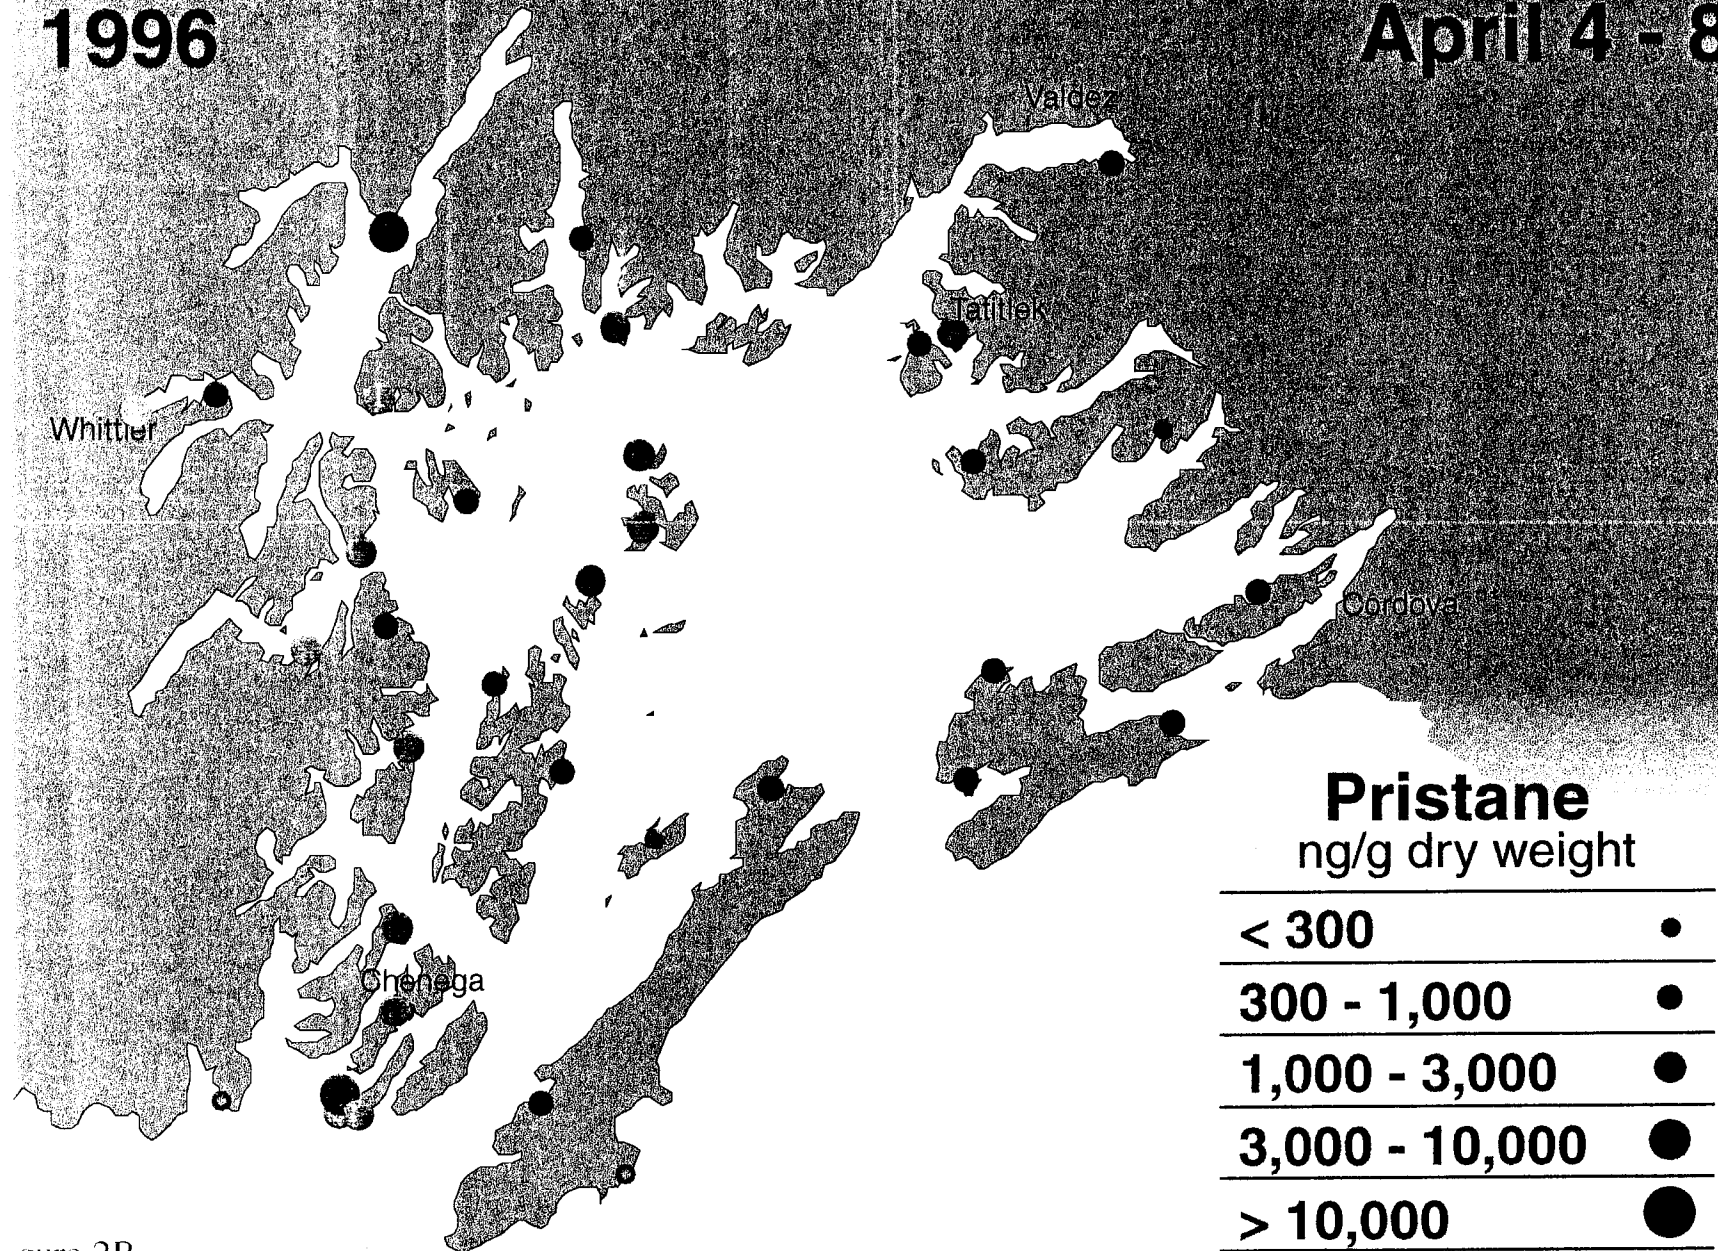 1996
April 4 - 8
Valdez
Tatitlek
Whittier
Cordova
Chenega
Pristane
ng/g dry weight
< 300
300 - 1,000
1,000 - 3,000
3,000 - 10,000
> 10,000